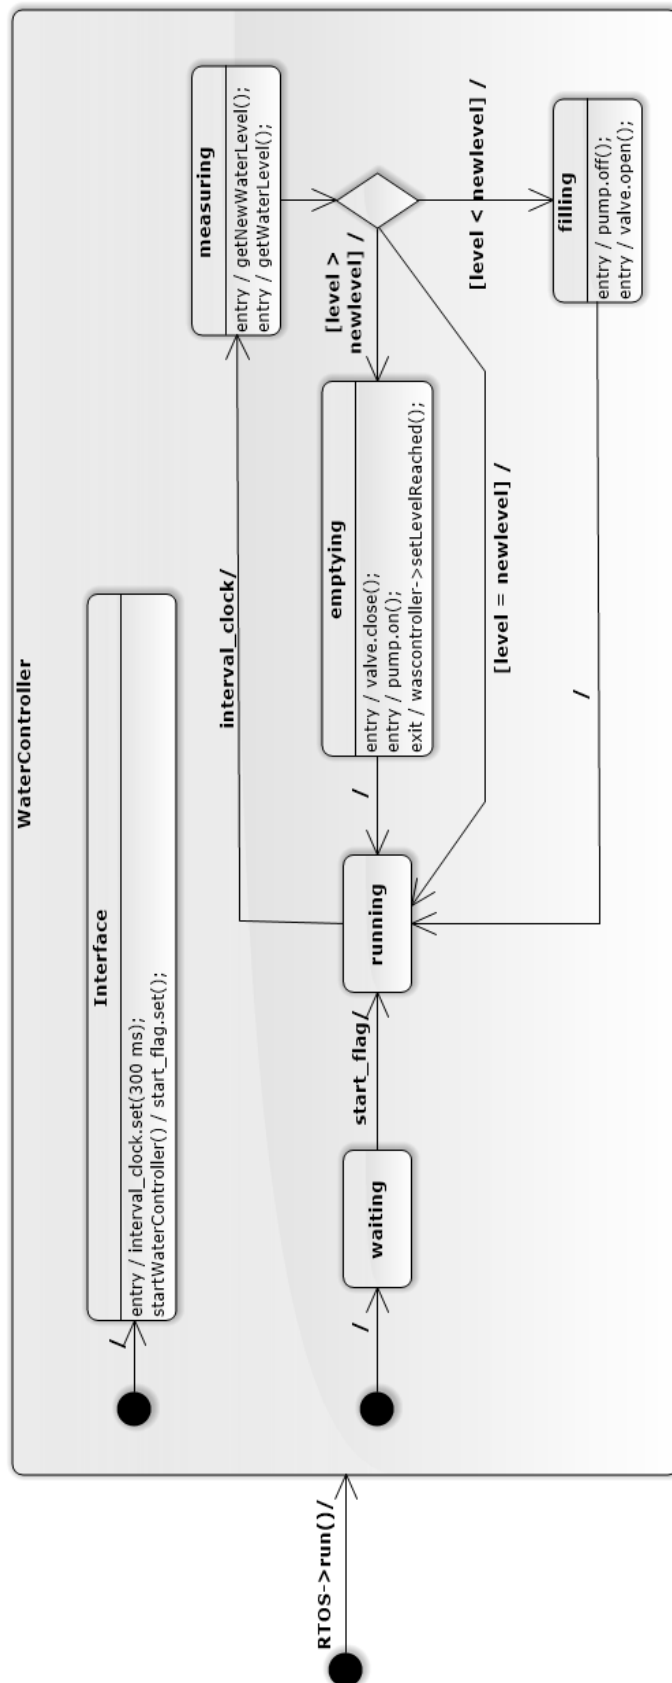 RTOS->run()/
WaterController
/
Interface
entry / interval_clock.set(300 ms);
startWaterController() / start_flag.set();
/
waiting
start_flag/
running
interval_clock/
measuring
entry / getNewWaterLevel();
entry / getWaterLevel();
/
emptying
entry / valve.close();
entry / pump.on();
exit / wascontroller->setLevelReached();
[level >
newlevel] /
[level = newlevel] /
[level < newlevel] /
/
filling
entry / pump.off();
entry / valve.open();